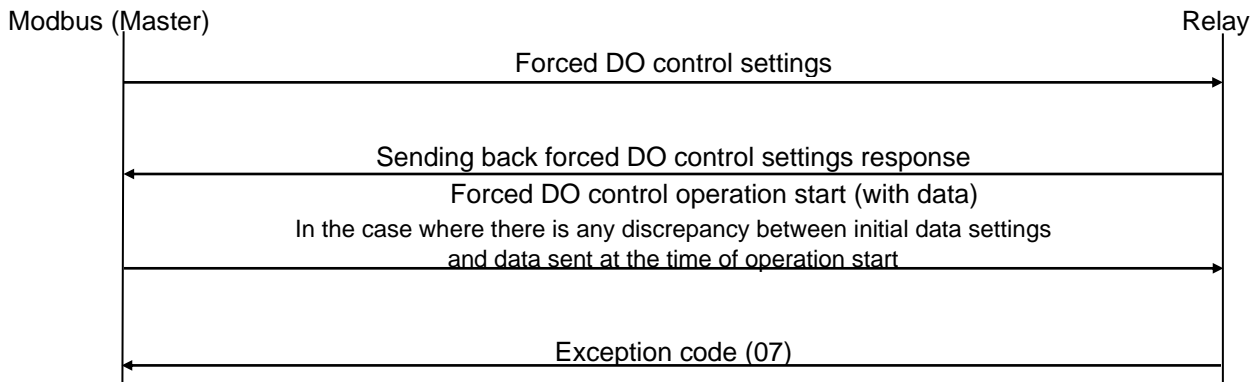 Modbus (Master)
Relay
Forced DO control settings
Sending back forced DO control settings response
Forced DO control operation start (with data)
In the case where there is any discrepancy between initial data settings
and data sent at the time of operation start
Exception code (07)